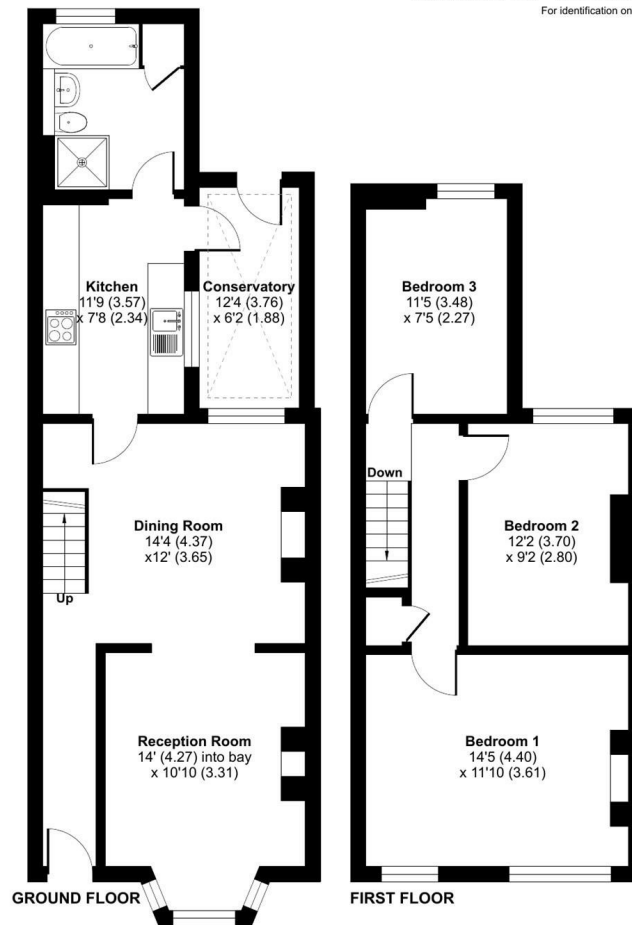 For identification on
Kitchen
11'9 (3.57)
x 7'8 (2.34)
Conservatory
12'4 (3.76)
x 6'2 (1.88)
Bedroom 3
11'5 (3.48)
x 7'5 (2.27)
Down
Dining Room
14'4 (4.37)
x12' (3.65)
Up
Bedroom 2
12'2 (3.70)
x 9'2 (2.80)
Reception Room
14' (4.27) into bay
x 10'10 (3.31)
Bedroom 1
14'5 (4.40)
x 11'10 (3.61)
GROUND FLOOR
FIRST FLOOR